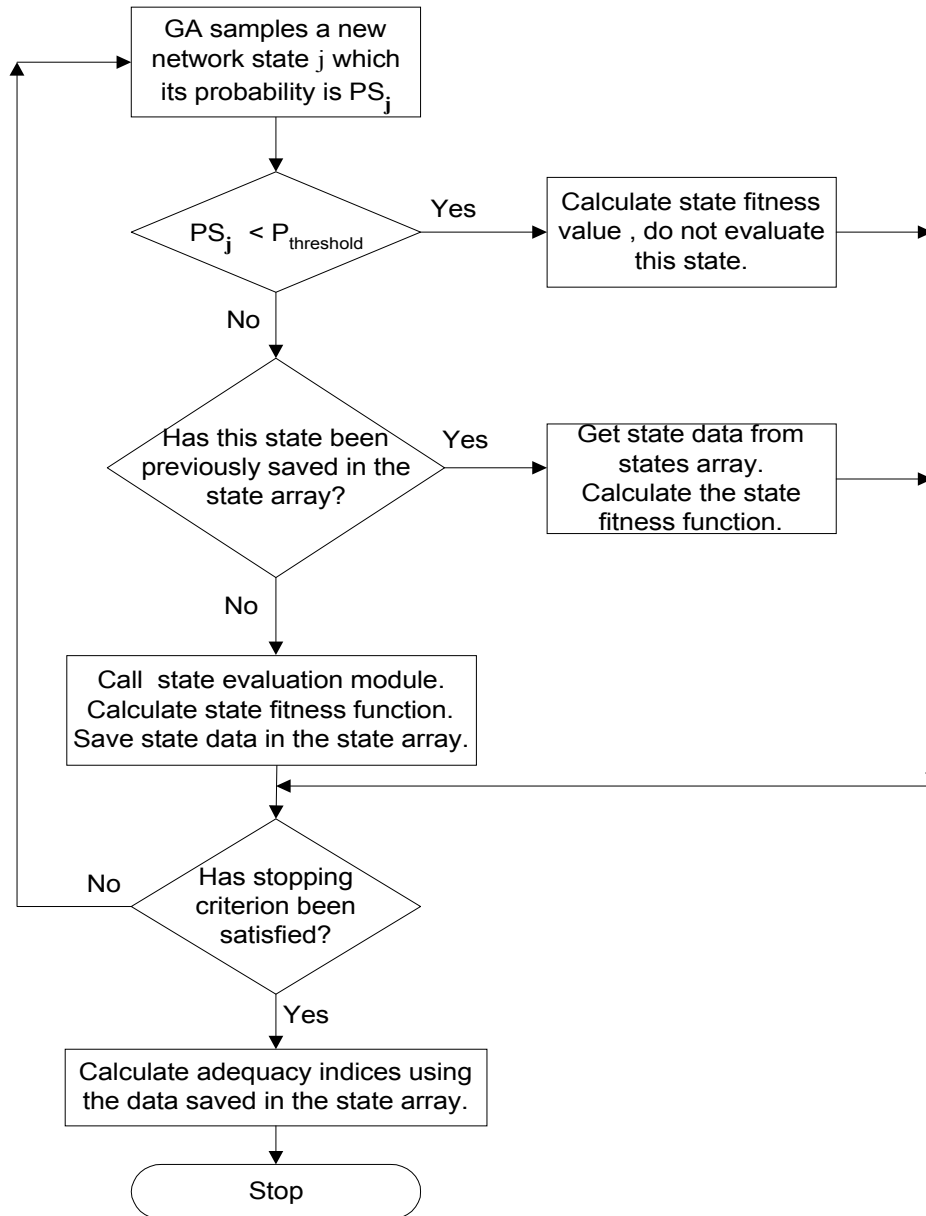 GA samples a new
network state j which
its probability is PSj
PSj < Pthreshold
Yes
Calculate state fitness
value , do not evaluate
this state.
No
Has this state been
previously saved in the
state array?
Yes
Get state data from
states array.
Calculate the state
fitness function.
No
Call state evaluation module.
Calculate state fitness function.
Save state data in the state array.
No
Has stopping
criterion been
satisfied?
Yes
Calculate adequacy indices using
the data saved in the state array.
Stop